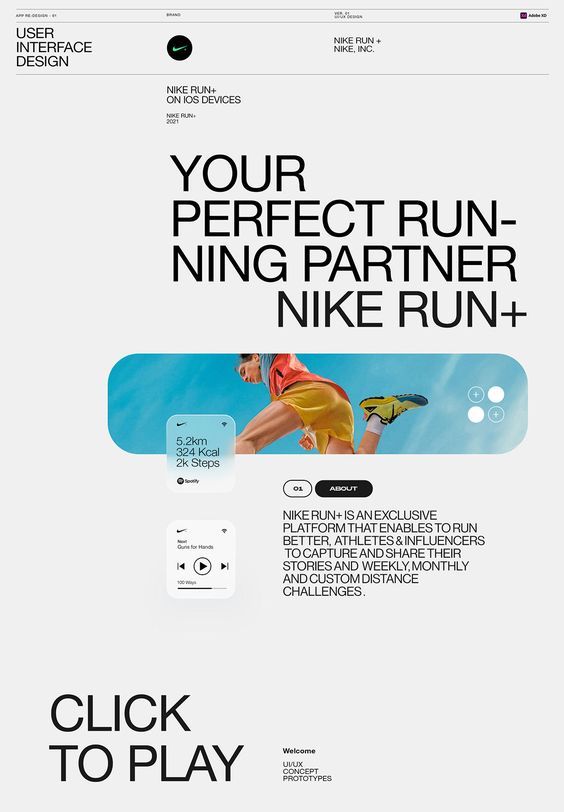 APP RE-DESIGN - 01
BRAND
VER. 01
UI/UX DESIGN
Adobe XD
USER
INTERFACE
DESIGN
NIKE RUN +
NIKE, INC.
NIKE RUN+
ON IOS DEVICES
NIKE RUN+
2021
YOUR
PERFECT RUN-
NING PARTNER
NIKE RUN+
5.2km
324 Kcal
2k Steps
Spotify
01
ABOUT
NIKE RUN+ IS AN EXCLUSIVE
PLATFORM THAT ENABLES TO RUN
BETTER, ATHLETES & INFLUENCERS
TO CAPTURE AND SHARE THEIR
STORIES AND WEEKLY, MONTHLY
AND CUSTOM DISTANCE
CHALLENGES.
Next
Guns for Hands
100 Ways
CLICK
TO PLAY
Welcome
UI/UX
CONCEPT
PROTOTYPES